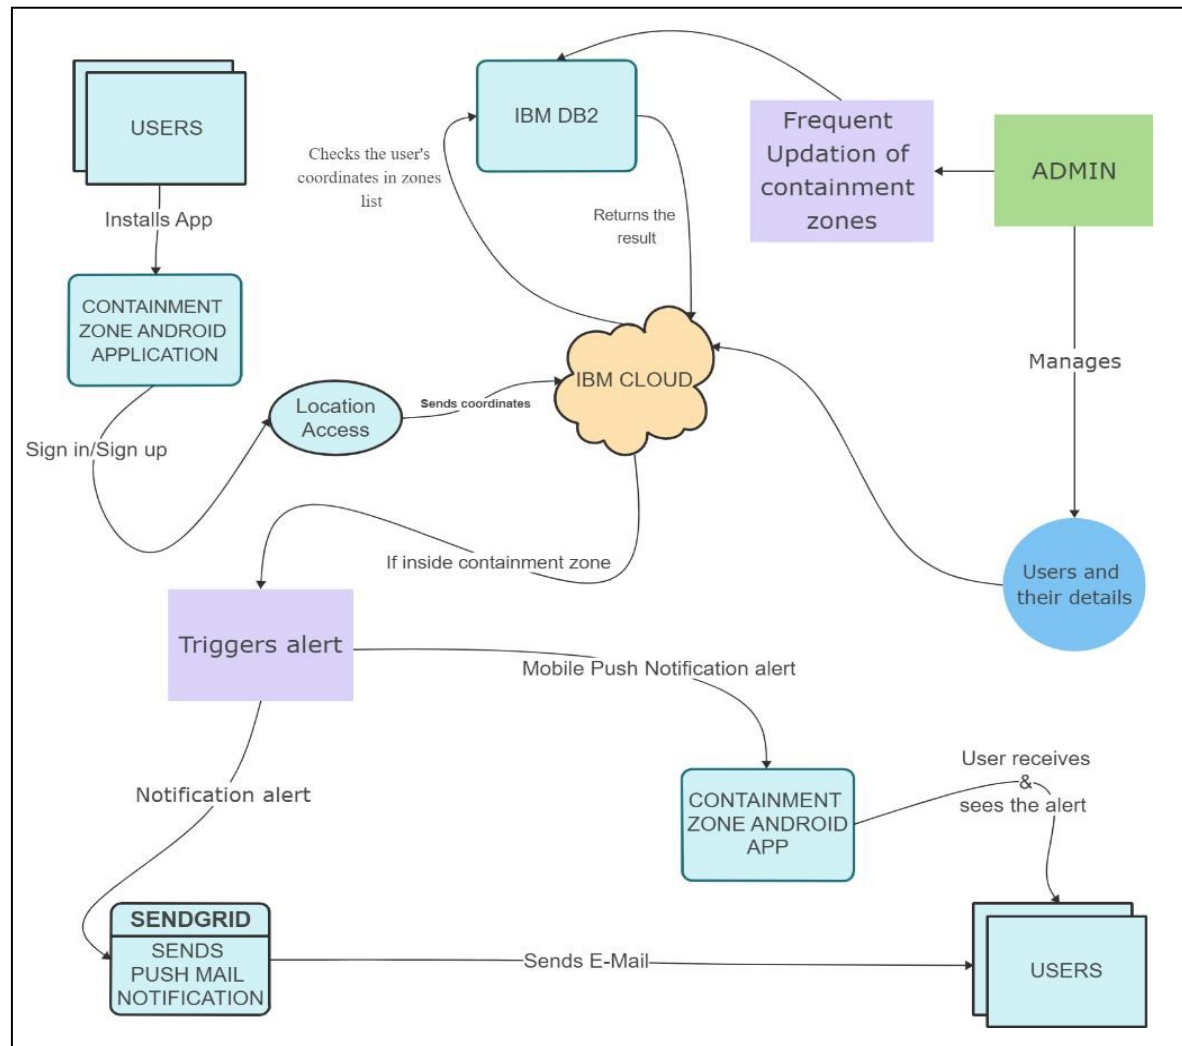 USERS
Installs App
CONTAINMENT
ZONE ANDROID
APPLICATION
Sign in/Sign up
Location
Access
Sends coordinates
IBM CLOUD
Checks the user's
coordinates in zones
list
IBM DB2
Returns the
result
Frequent
Updation of
containment
zones
ADMIN
Manages
Users and
their details
If inside containment zone
Triggers alert
Mobile Push Notification alert
Notification alert
CONTAINMENT
ZONE ANDROID
APP
User receives
&
sees the alert
SENDGRID
SENDS
PUSH MAIL
NOTIFICATION
Sends E-Mail
USERS